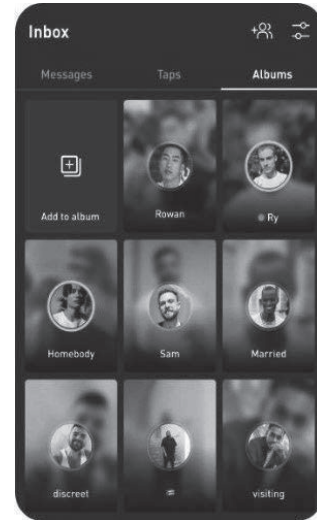 Inbox
Messages Taps Albums
Add to album Rowan Ry
Homebody Sam Married
discreet visiting